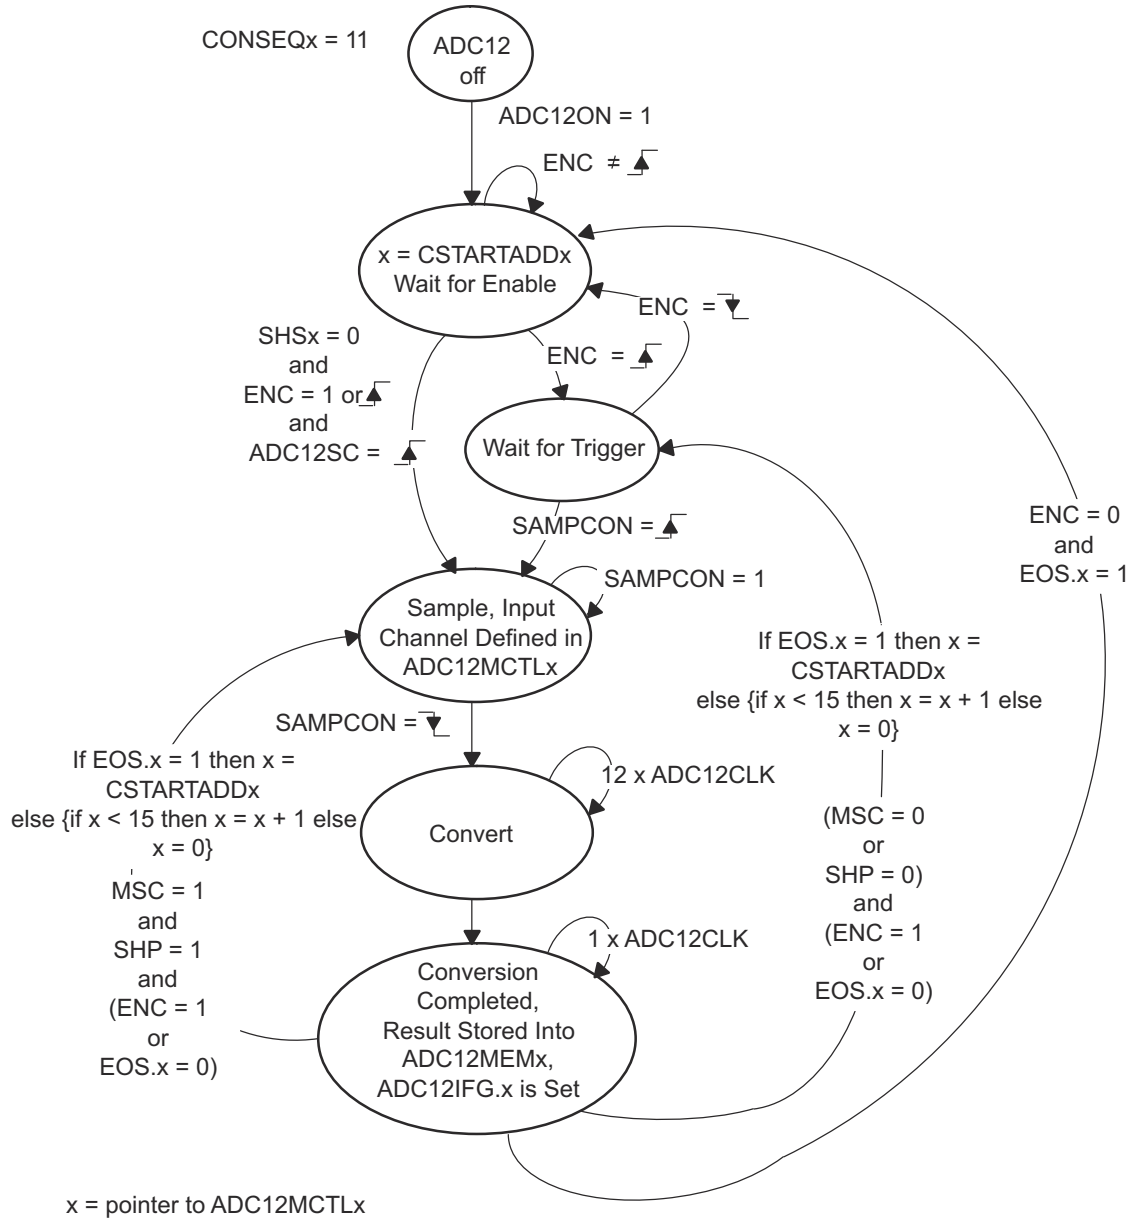 CONSEQx = 11
ADC12
off
ADC12ON = 1
ENC ≠
x = CSTARTADDx
Wait for Enable
ENC =
SHSx = 0
and
ENC = 1 or
and
ADC12SC =
ENC =
Wait for Trigger
SAMPCON =
ENC = 0
and
EOS.x = 1
SAMPCON = 1
Sample, Input
Channel Defined in
ADC12MCTLx
If EOS.x = 1 then x =
CSTARTADDx
else {if x < 15 then x = x + 1 else
x = 0}
SAMPCON =
If EOS.x = 1 then x =
CSTARTADDx
else {if x < 15 then x = x + 1 else
x = 0}
12 x ADC12CLK
Convert
(MSC = 0
or
SHP = 0)
and
(ENC = 1
or
EOS.x = 0)
MSC = 1
and
SHP = 1
and
(ENC = 1
or
EOS.x = 0)
1 x ADC12CLK
Conversion
Completed,
Result Stored Into
ADC12MEMx,
ADC12IFG.x is Set
x = pointer to ADC12MCTLx